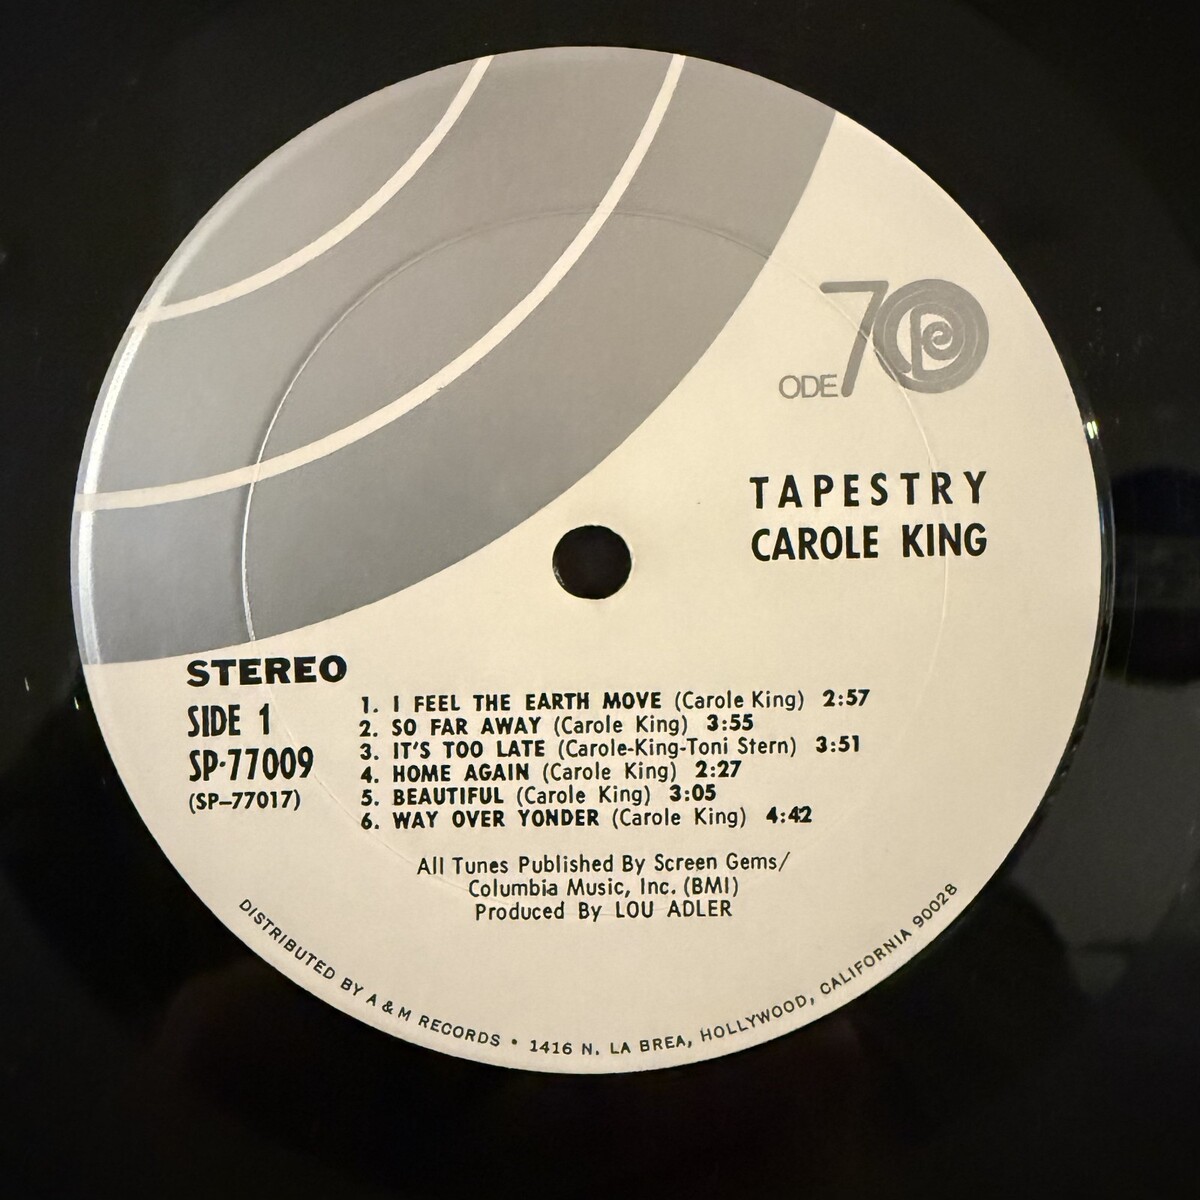 ODE 70
TAPESTRY
CAROLE KING
STEREO
SIDE 1
SP-77009
(SP-77017)
1. I FEEL THE EARTH MOVE (Carole King) 2:57
2. SO FAR AWAY (Carole King) 3:55
3. IT'S TOO LATE (Carole-King-Toni Stern) 3:51
4. HOME AGAIN (Carole King) 2:27
5. BEAUTIFUL (Carole King) 3:05
6. WAY OVER YONDER (Carole King) 4:42
All Tunes Published By Screen Gems/
Columbia Music, Inc. (BMI)
Produced By LOU ADLER
DISTRIBUTED BY A & M RECORDS • 1416 N. LA BREA, HOLLYWOOD, CALIFORNIA 90028